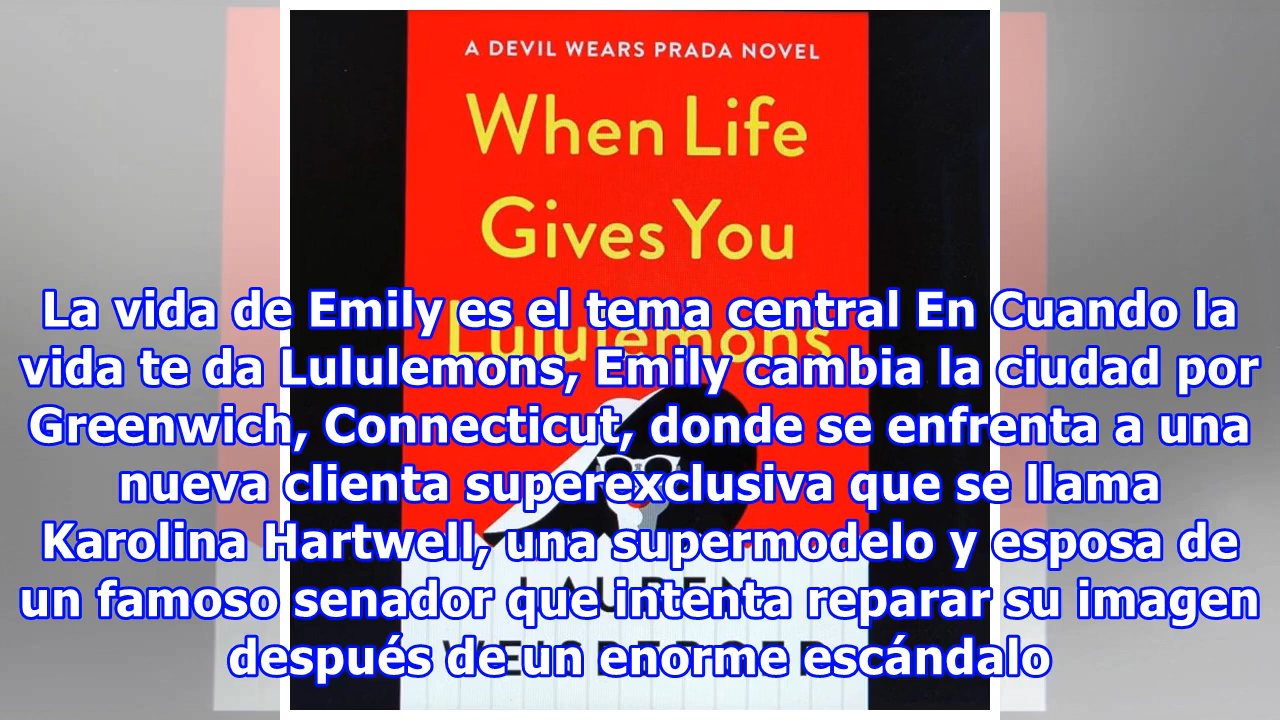 A DEVIL WEARS PRADA NOVEL
When Life
Gives You
Lululemons
La vida de Emily es el tema central En Cuando la
vida te da Lululemons, Emily cambia la ciudad por
Greenwich, Connecticut, donde se enfrenta a una
nueva clienta superexclusiva que se llama
Karolina Hartwell, una supermodelo y esposa de
un famoso senador que intenta reparar su imagen
después de un enorme escándalo
LAUREN
WEISBERGER